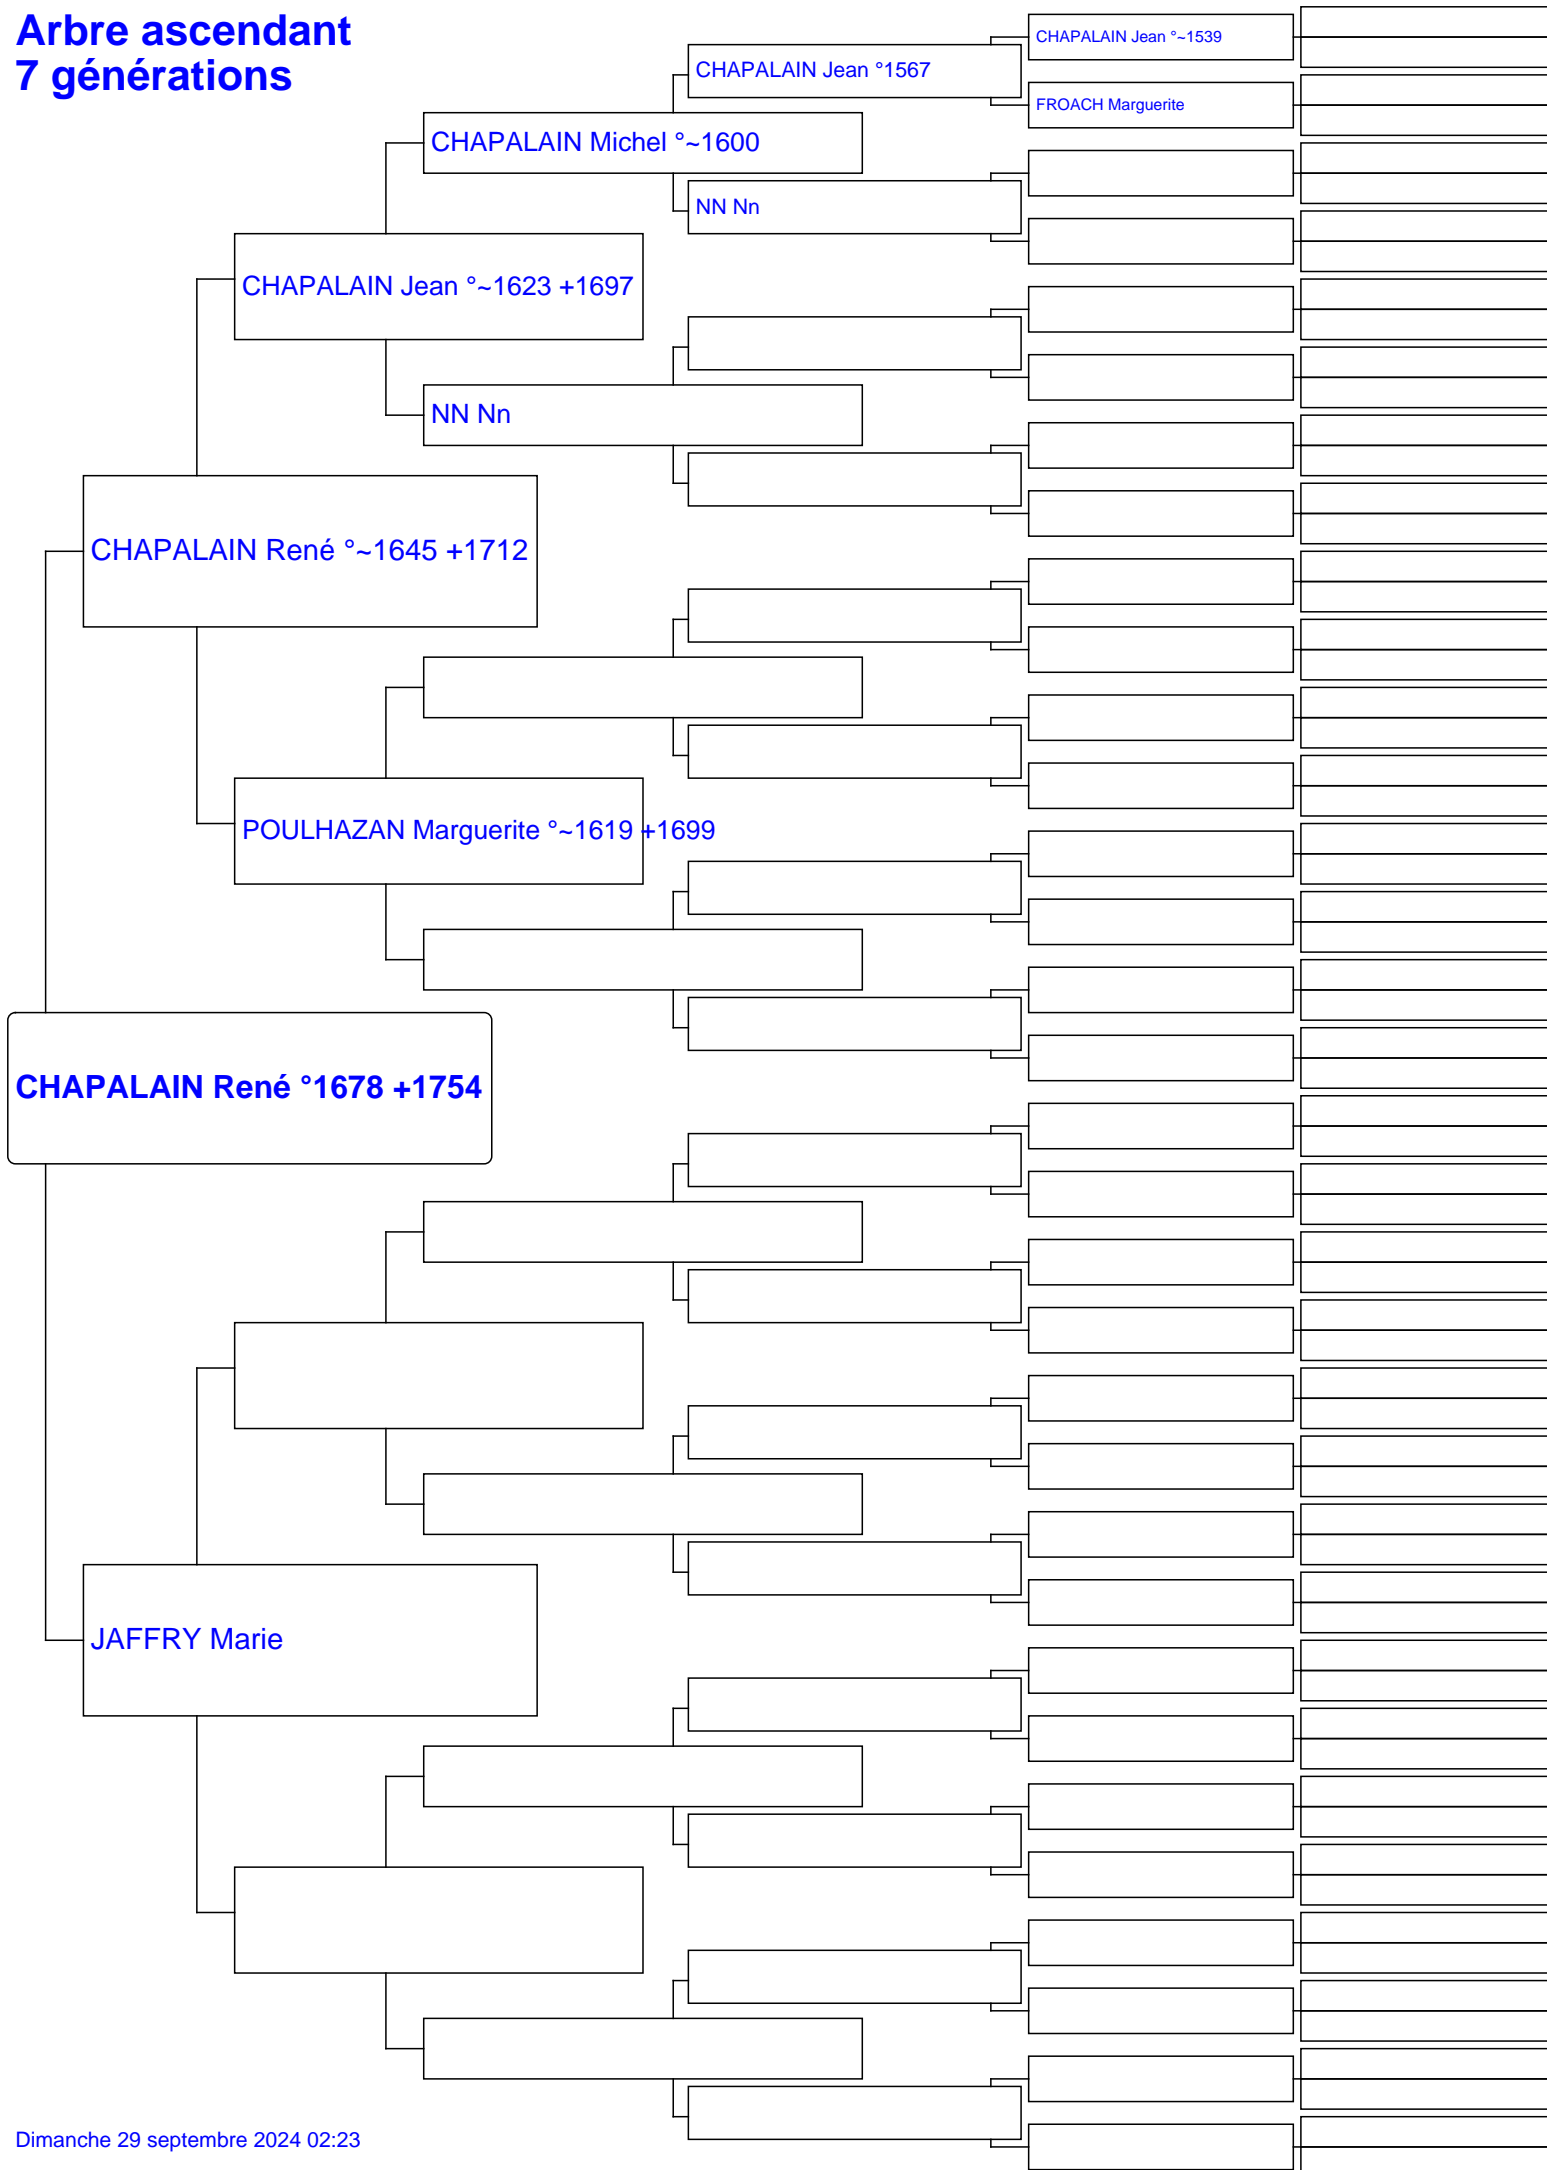 Arbre ascendant
7 générations
CHAPALAIN Jean °~1539
CHAPALAIN Jean °1567
FROACH Marguerite
CHAPALAIN Michel °~1600
NN Nn
CHAPALAIN Jean °~1623 +1697
NN Nn
CHAPALAIN René °~1645 +1712
POULHAZAN Marguerite °~1619 +1699
CHAPALAIN René °1678 +1754
JAFFRY Marie
Dimanche 29 septembre 2024 02:23